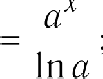 = a^x / ln a ;